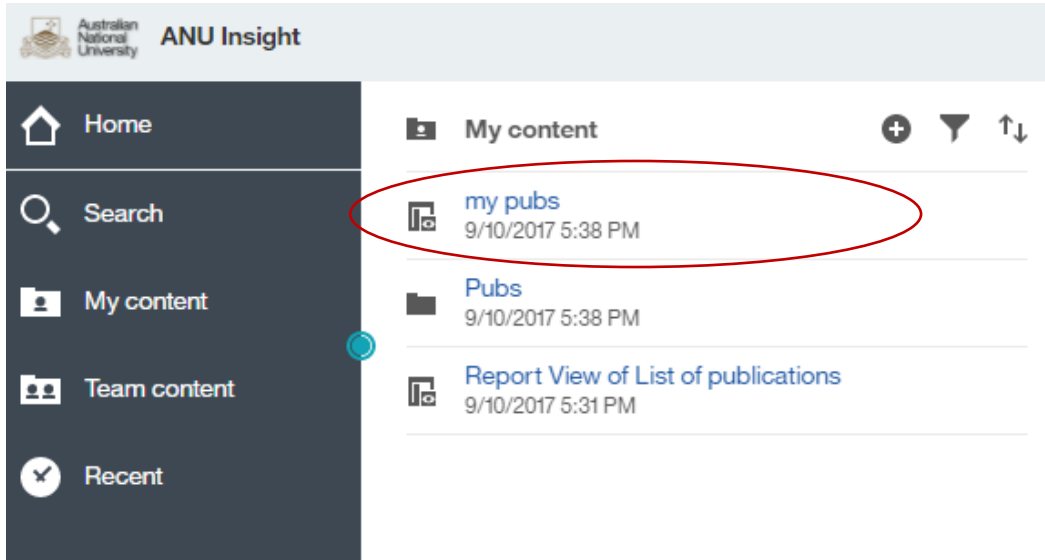 Australian
National
University
ANU Insight
Home
Search
My content
Team content
Recent
My content
my pubs
9/10/2017 5:38 PM
Pubs
9/10/2017 5:38 PM
Report View of List of publications
9/10/2017 5:31 PM